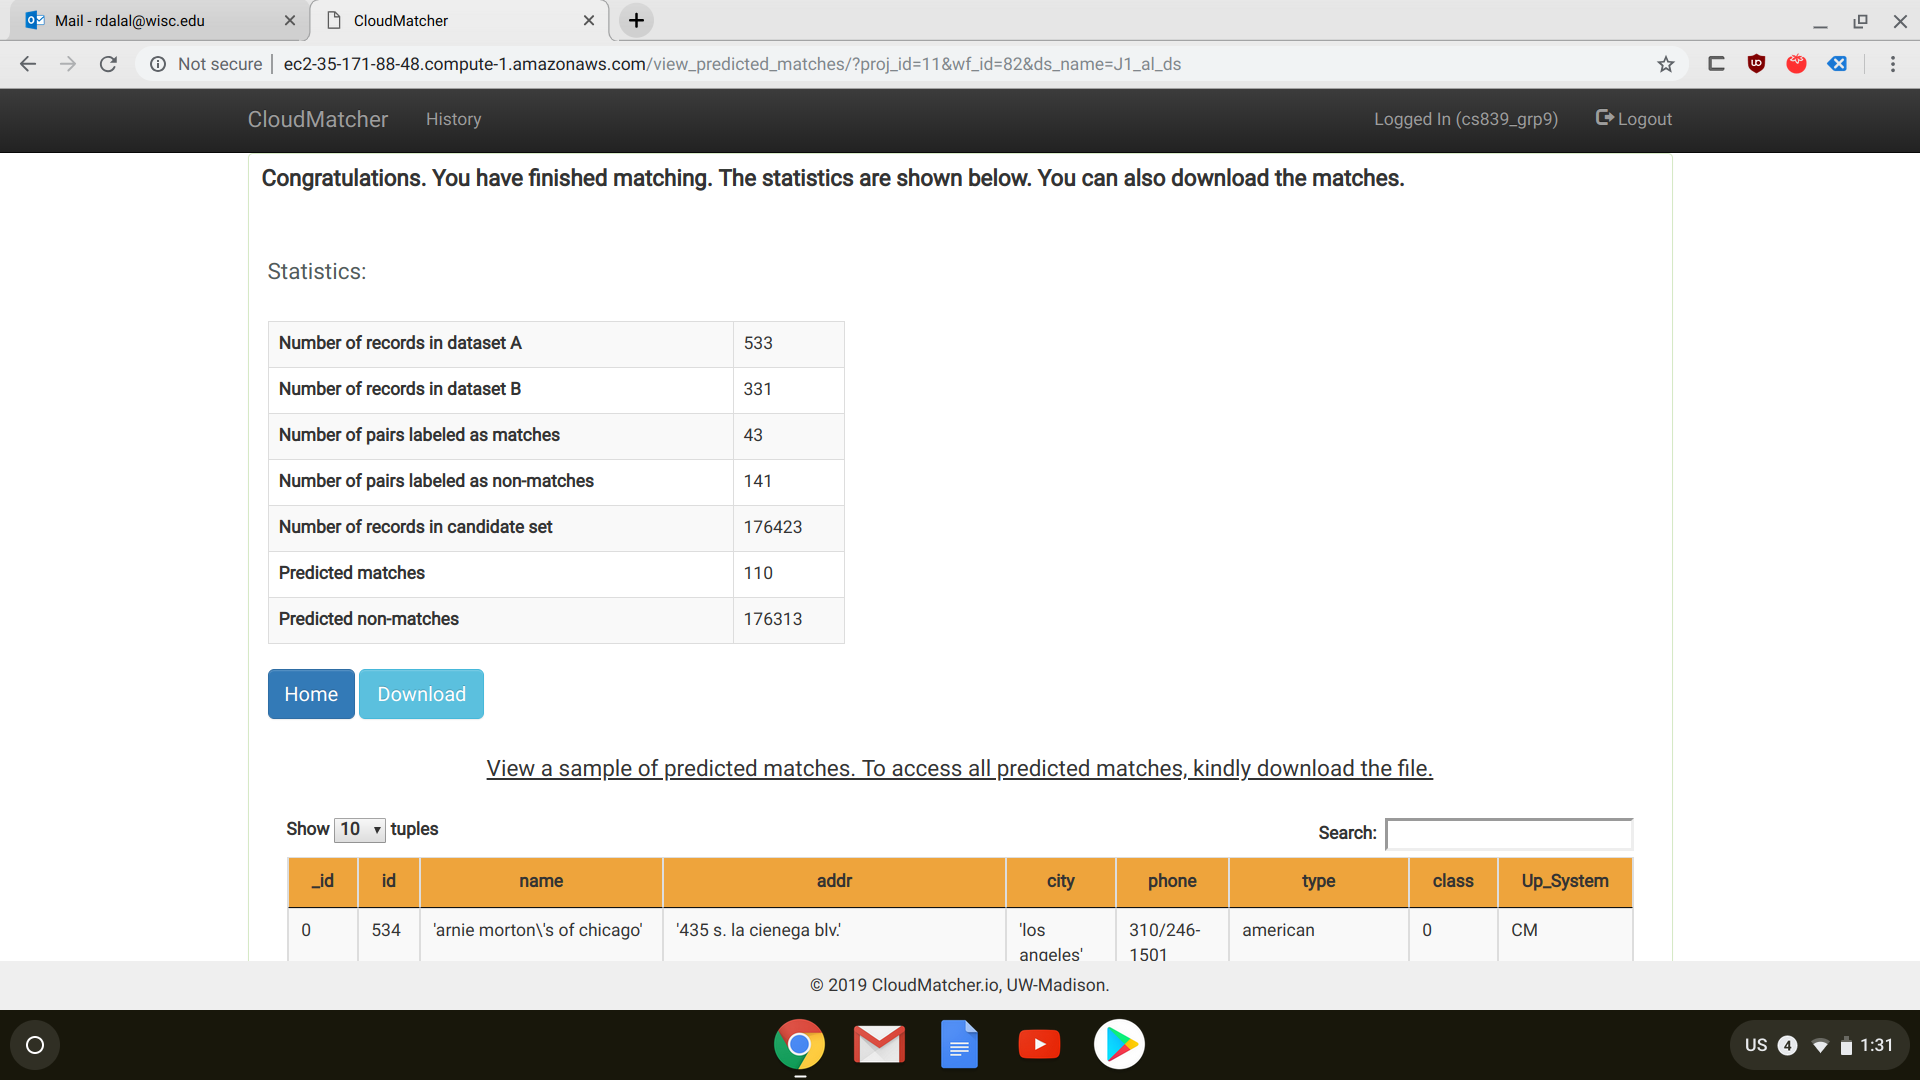 Mail - rdalal@wisc.edu
CloudMatcher
Not secure | ec2-35-171-88-48.compute-1.amazonaws.com/view_predicted_matches/?proj_id=11&wf_id=82&ds_name=J1_al_ds
CloudMatcher History Logged In (cs839_grp9) Logout
Congratulations. You have finished matching. The statistics are shown below. You can also download the matches.
Statistics:
Number of records in dataset A 533
Number of records in dataset B 331
Number of pairs labeled as matches 43
Number of pairs labeled as non-matches 141
Number of records in candidate set 176423
Predicted matches 110
Predicted non-matches 176313
Home Download
View a sample of predicted matches. To access all predicted matches, kindly download the file.
Show 10 tuples Search:
_id id name addr city phone type class Up_System
0 534 'arnie morton\'s of chicago' '435 s. la cienega blv.' 'los 310/246- american 0 CM
angeles' 1501
© 2019 CloudMatcher.io, UW-Madison.
US 4 1:31